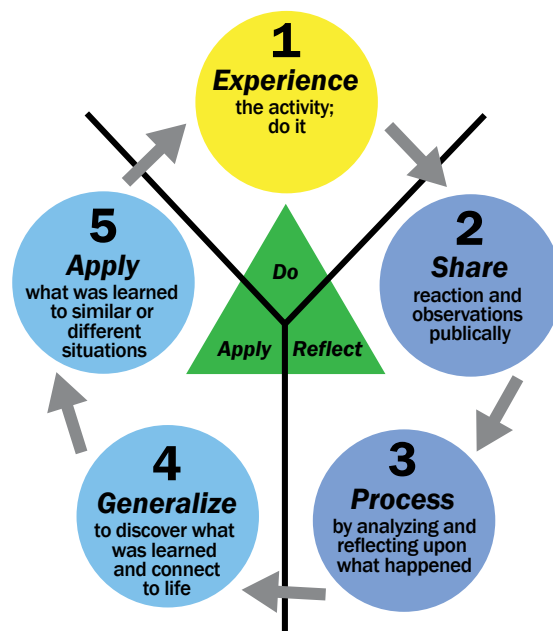 1
Experience
the activity;
do it
2
Share
reaction and
observations
publically
3
Process
by analyzing and
reflecting upon
what happened
4
Generalize
to discover what
was learned
and connect
to life
5
Apply
what was learned
to similar or
different
situations
Do
Apply
Reflect